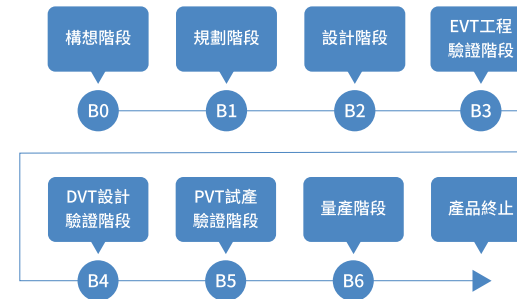 構想階段
規劃階段
設計階段
EVT工程
驗證階段
B0
B1
B2
B3
DVT設計
驗證階段
PVT試產
驗證階段
量產階段
產品終止
B4
B5
B6